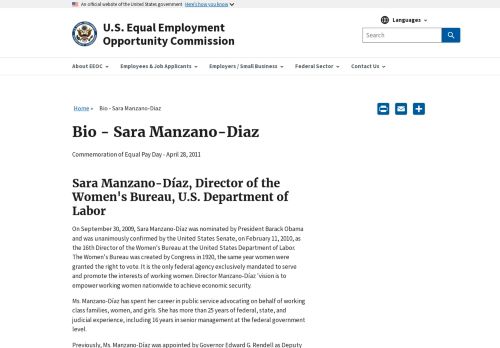 An official website of the United States government Here's how you know
Languages
U.S. Equal Employment
Opportunity Commission
Search
About EEOC Employees & Job Applicants Employers / Small Business Federal Sector Contact Us
Home » Bio - Sara Manzano-Diaz
Bio - Sara Manzano-Diaz
Commemoration of Equal Pay Day - April 28, 2011
Sara Manzano-Díaz, Director of the
Women's Bureau, U.S. Department of
Labor
On September 30, 2009, Sara Manzano-Diaz was nominated by President Barack Obama
and was unanimously confirmed by the United States Senate, on February 11, 2010, as
the 16th Director of the Women's Bureau at the United States Department of Labor.
The Women's Bureau was created by Congress in 1920, the same year women were
granted the right to vote. It is the only federal agency exclusively mandated to serve
and promote the interests of working women. Director Manzano-Díaz 'vision is to
empower working women nationwide to achieve economic security.
Ms. Manzano-Díaz has spent her career in public service advocating on behalf of working
class families, women, and girls. She has more than 25 years of federal, state, and
judicial experience, including 16 years in senior management at the federal government
level.
Previously, Ms. Manzano-Díaz was appointed by Governor Edward G. Rendell as Deputy